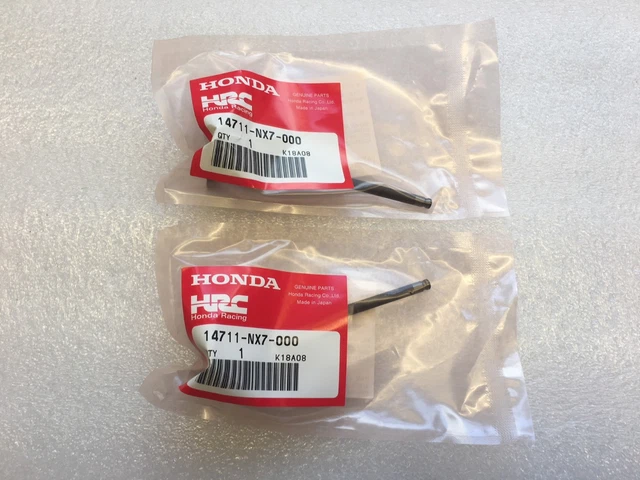 HONDA
GENUINE PARTS
Honda Racing Co.,Ltd.
Made in Japan
HRC
Honda Racing
14711-NX7-000
QTY 1
K18A08
HONDA
GENUINE PARTS
Honda Racing Co.,Ltd.
Made in Japan
HRC
Honda Racing
14711-NX7-000
TY 1
K18A08